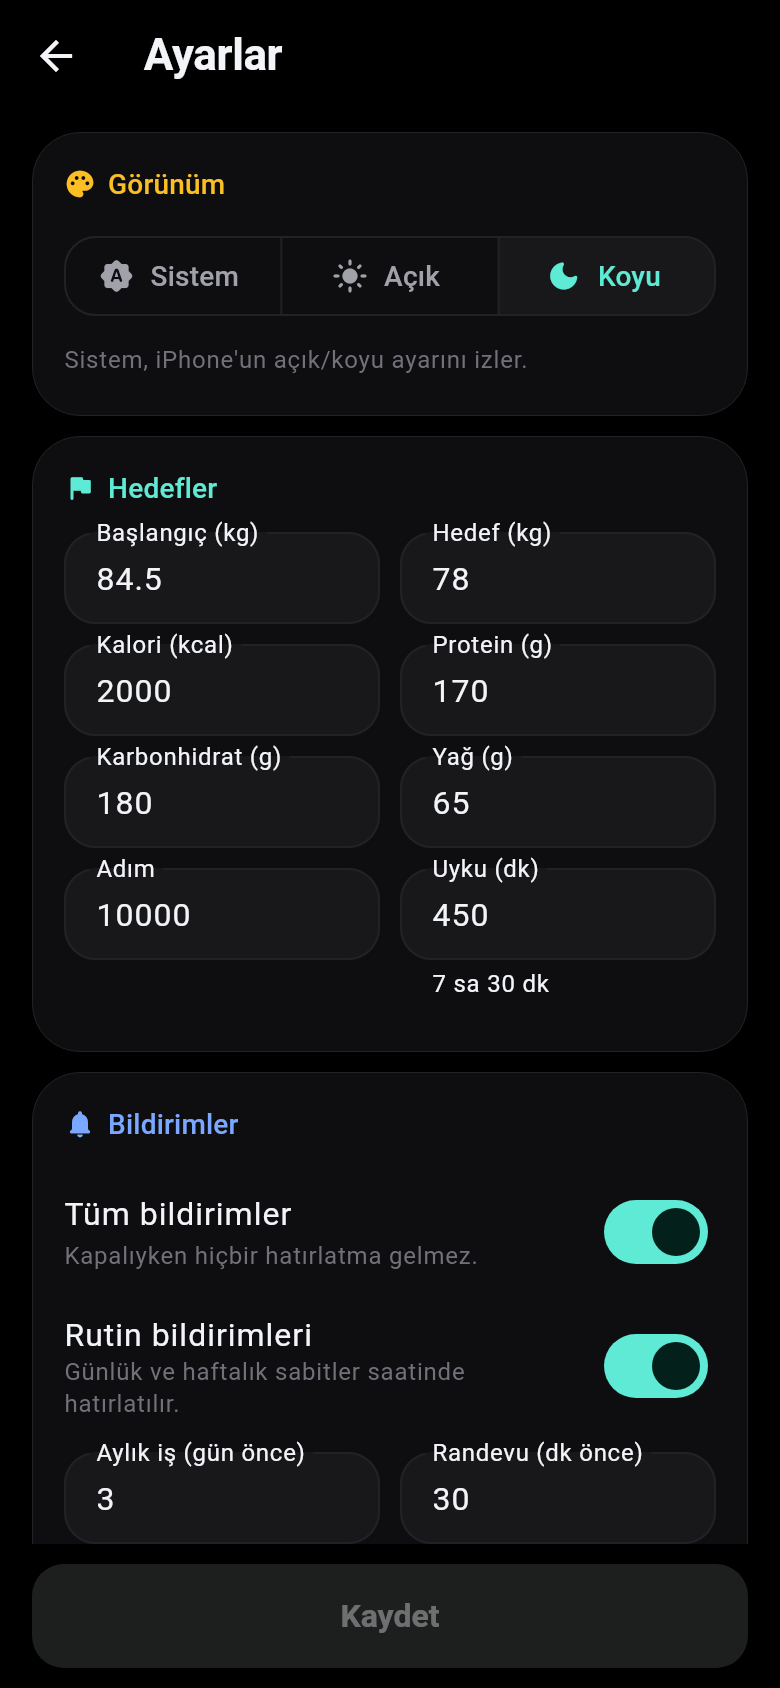 Ayarlar
Görünüm
Sistem
Açık
Koyu
Sistem, iPhone'un açık/koyu ayarını izler.
Hedefler
Başlangıç (kg)
84.5
Hedef (kg)
78
Kalori (kcal)
2000
Protein (g)
170
Karbonhidrat (g)
180
Yağ (g)
65
Adım
10000
Uyku (dk)
450
7 sa 30 dk
Bildirimler
Tüm bildirimler
Kapalıyken hiçbir hatırlatma gelmez.
Rutin bildirimleri
Günlük ve haftalık sabitler saatinde
hatırlatılır.
Aylık iş (gün önce)
3
Randevu (dk önce)
30
Kaydet